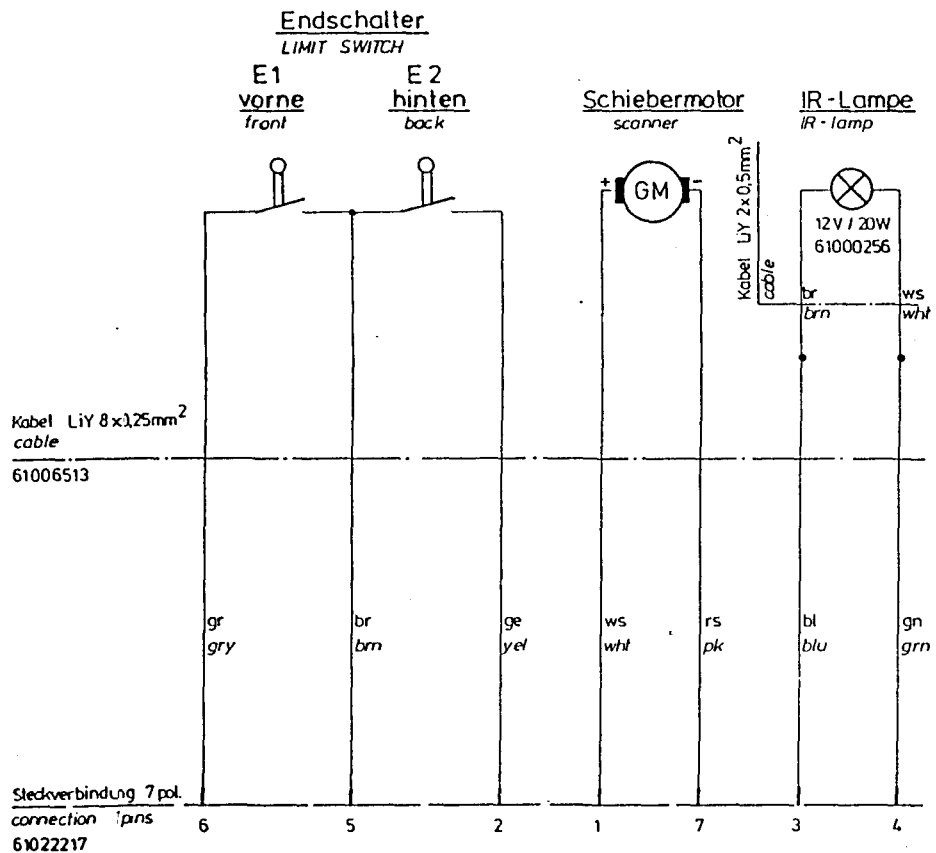 Endschalter
LIMIT SWITCH
E1
vorne
front
E2
hinten
back
Schiebermotor
scanner
IR-Lampe
IR-lamp
+
GM
-
Kabel LiY 2x0,5mm²
cable
12V / 20W
61000256
br
brn
ws
wht
Kabel LiY 8x0,25mm²
cable
61006513
gr
gry
br
brn
ge
yel
ws
wht
rs
pk
bl
blu
gn
grn
Steckverbindung 7pol.
connection pins
61022217
6 5 2 1 7 3 4